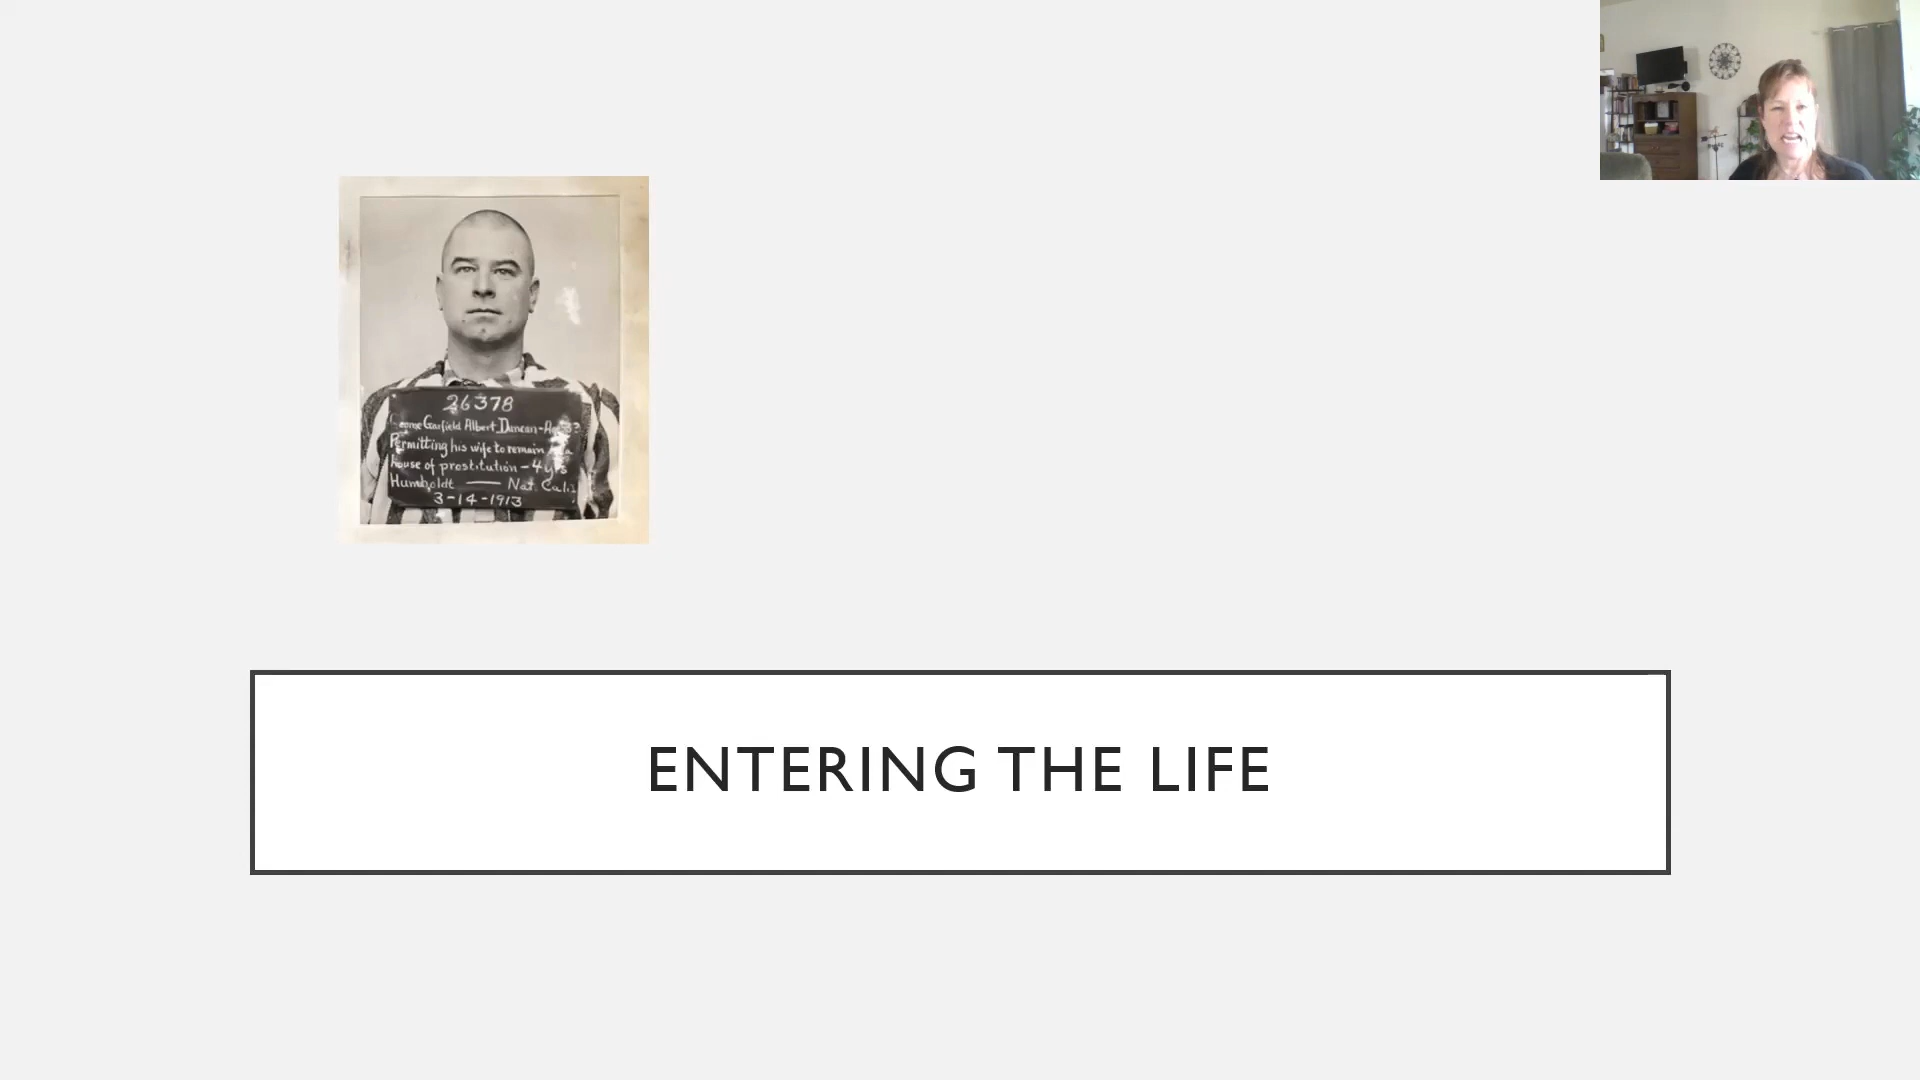 26378
George Garfield Albert Duncan-
Permitting his wife to remain
house of prostitution - 4 yrs
Humboldt — Nat. Calif
3-14-1913
ENTERING THE LIFE